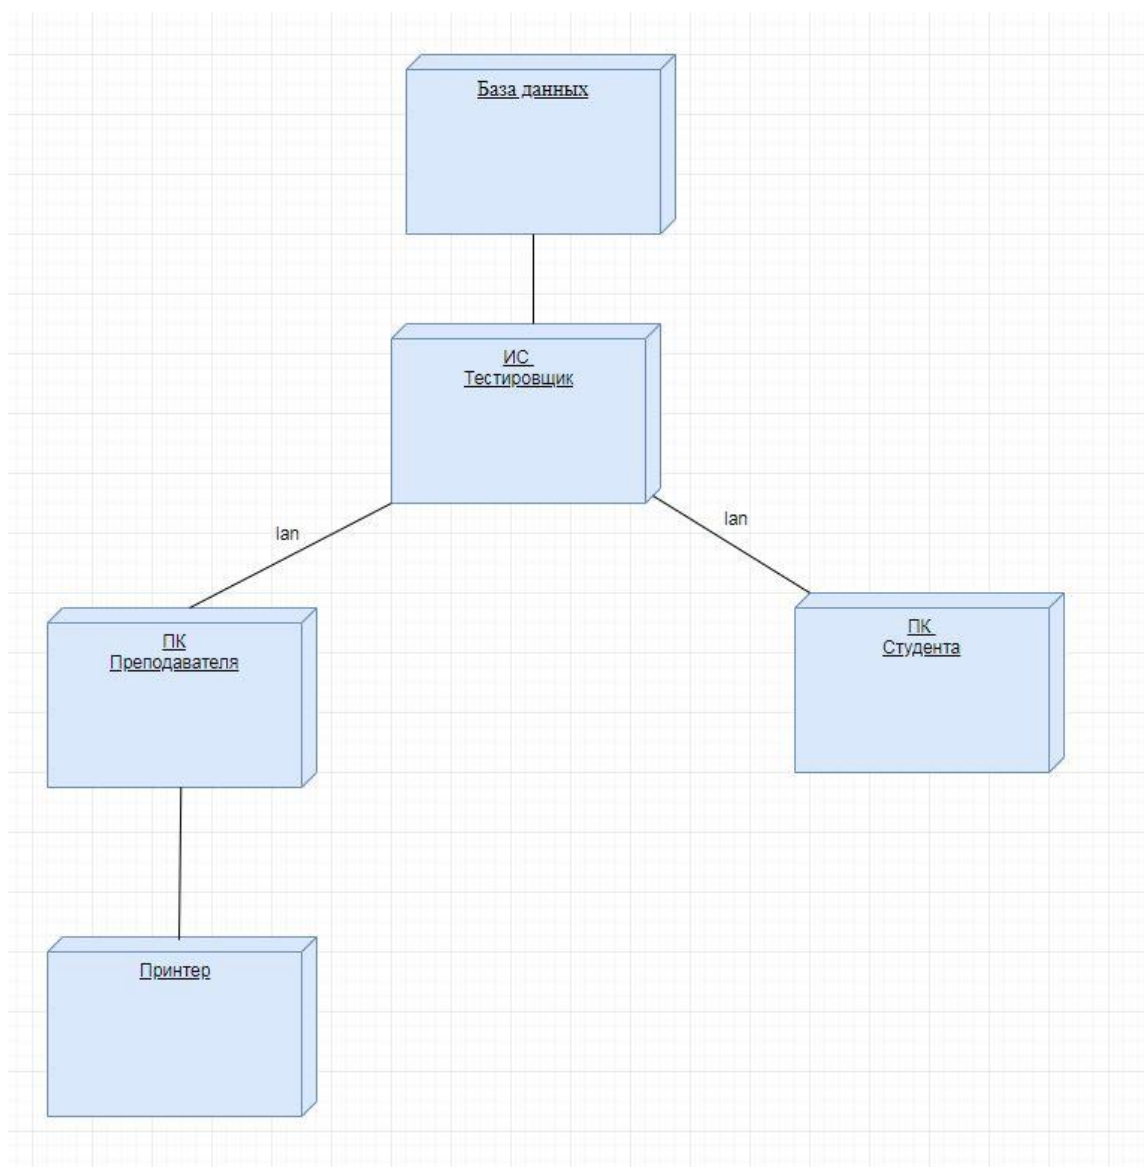 База данных
ИС
Тестировщик
lan
lan
ПК
Преподавателя
ПК
Студента
Принтер